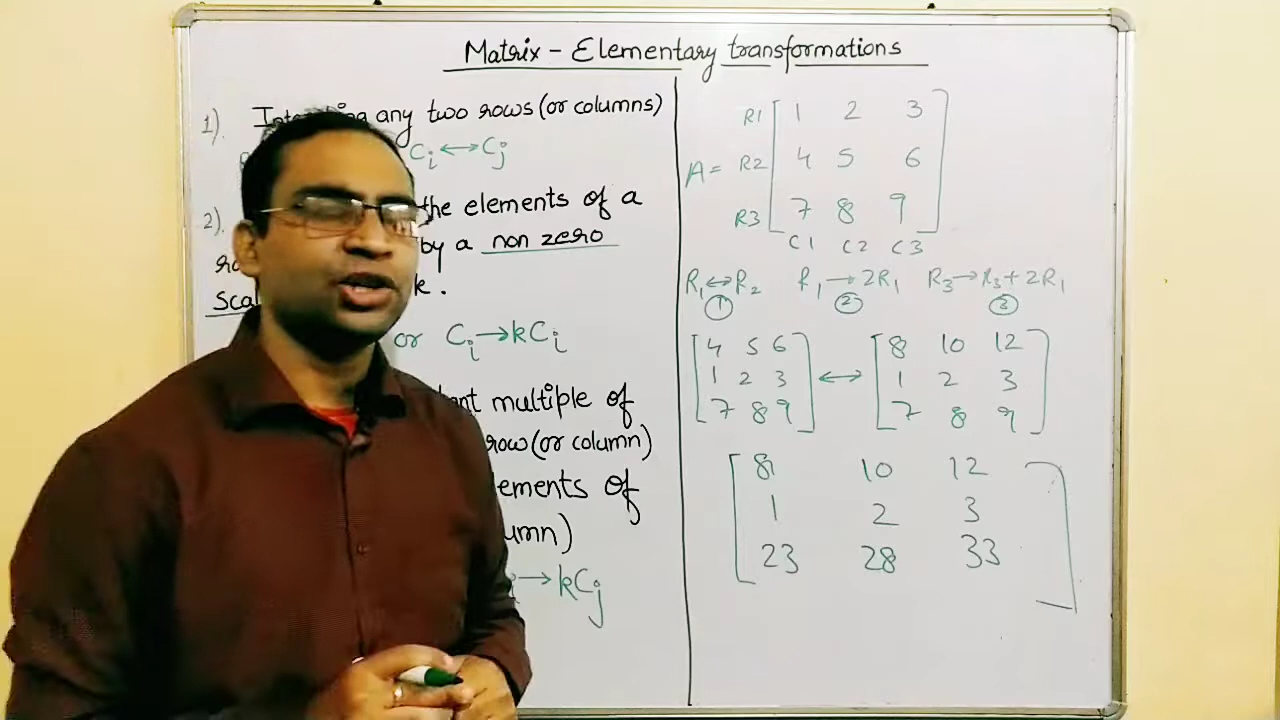 Matrix - Elementary transformations
1). any two rows (or columns)
Ci ↔ Cj
2). the elements of a
by a non zero
k.
or Ci → kCi
multiple of
row (or column)
of
→ kCj
A = R1 [ 1 2 3 ]
R2 [ 4 5 6 ]
R3 [ 7 8 9 ]
C1 C2 C3
R1 ↔ R2 R1 → 2R1 R3 → R3 + 2R1
① ② ③
[ 4 5 6 ] ↔ [ 8 10 12 ]
[ 1 2 3 ] [ 1 2 3 ]
[ 7 8 9 ] [ 7 8 9 ]
[ 8 10 12 ]
[ 1 2 3 ]
[ 23 28 33 ]